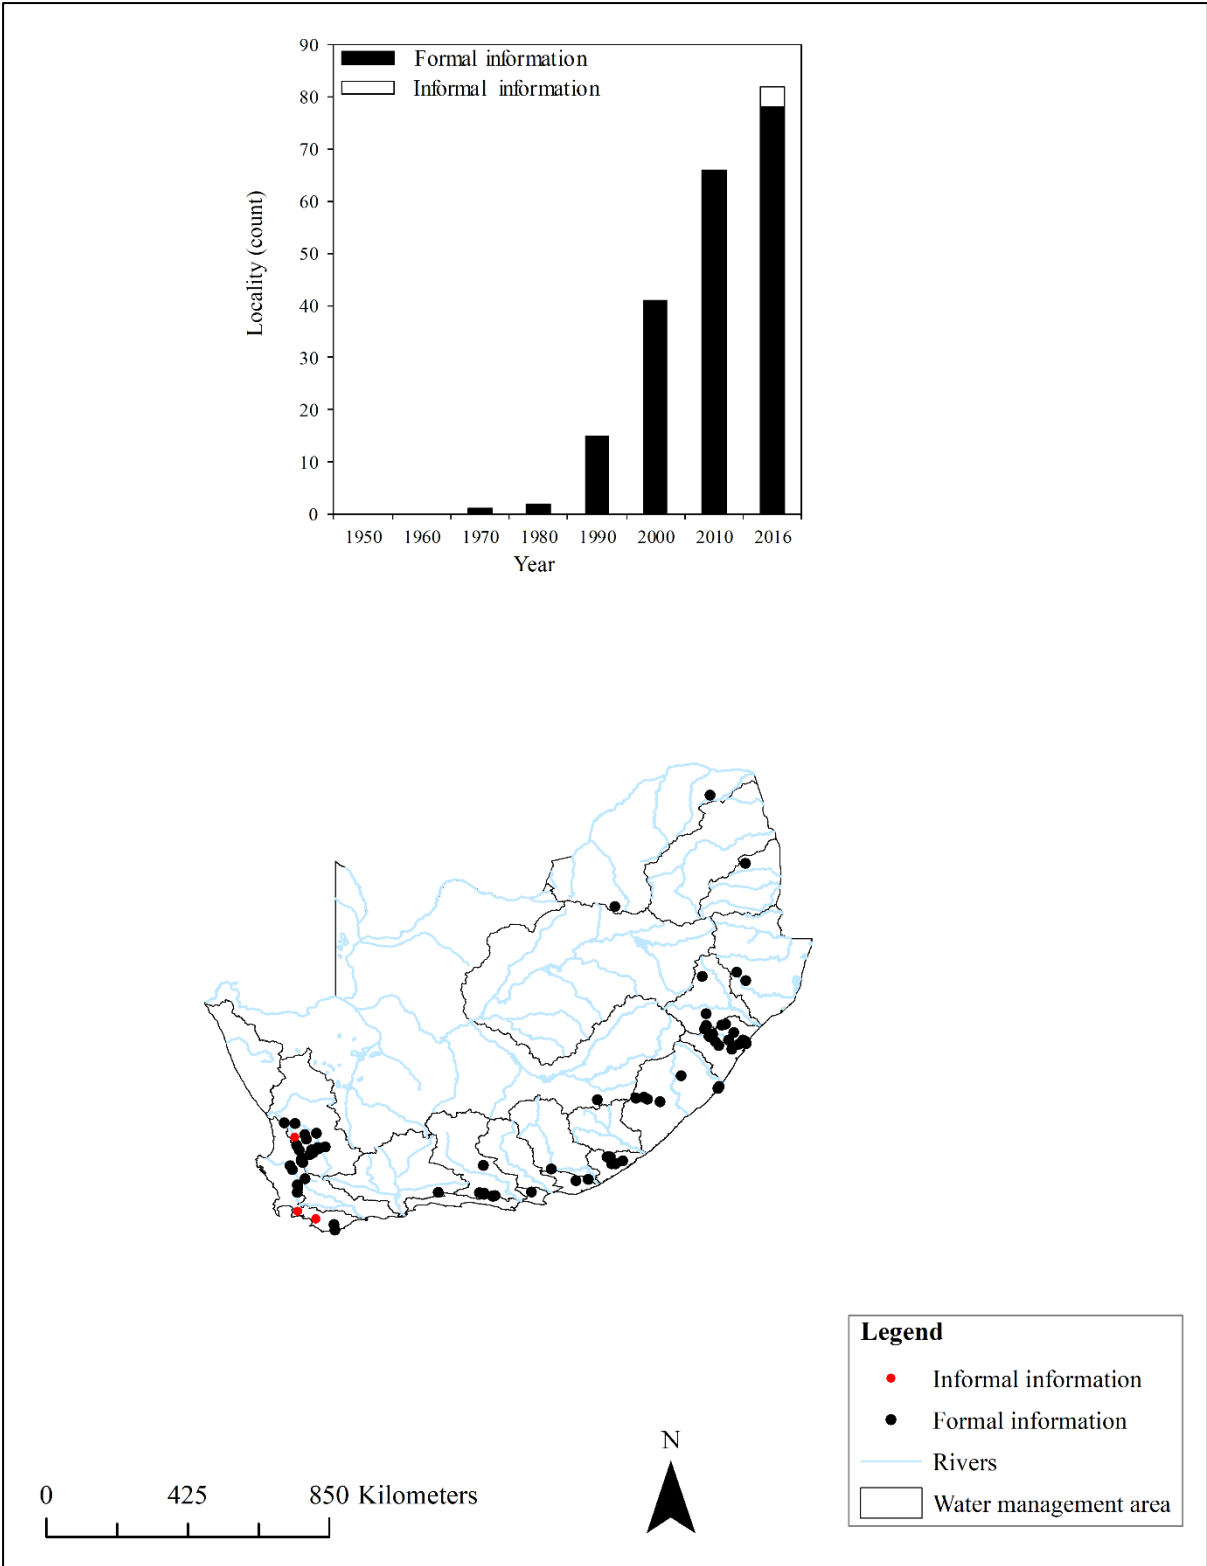 90
Formal information
Informal information
80
70
60
50
40
30
20
10
0
Locality (count)
1950 1960 1970 1980 1990 2000 2010 2016
Year
Legend
Informal information
Formal information
Rivers
Water management area
N
0 425 850 Kilometers